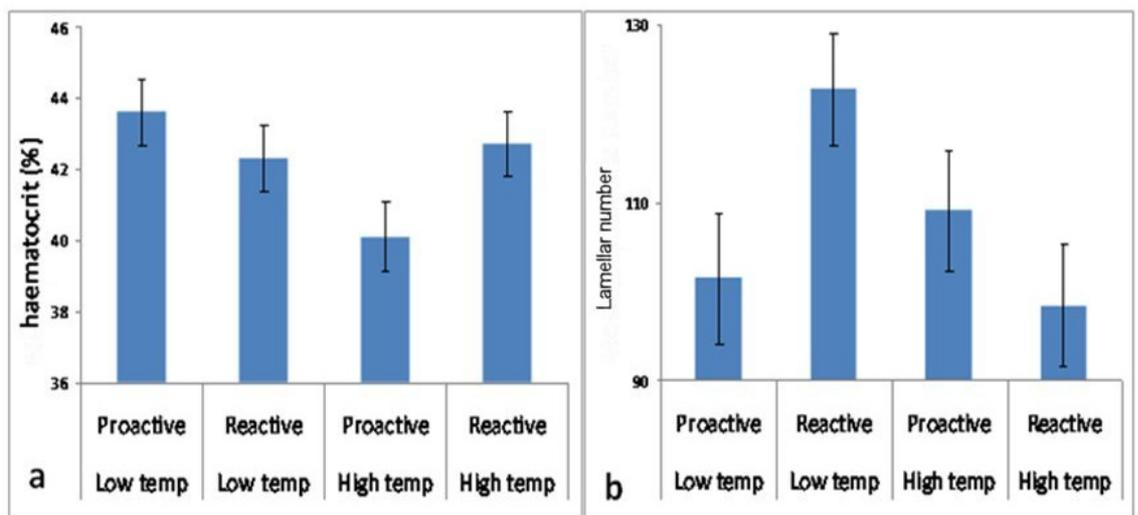 46
44
42
40
38
36
haematocrit (%)
Proactive Reactive Proactive Reactive
Low temp Low temp High temp High temp
a
130
110
90
Lamellar number
Proactive Reactive Proactive Reactive
Low temp Low temp High temp High temp
b